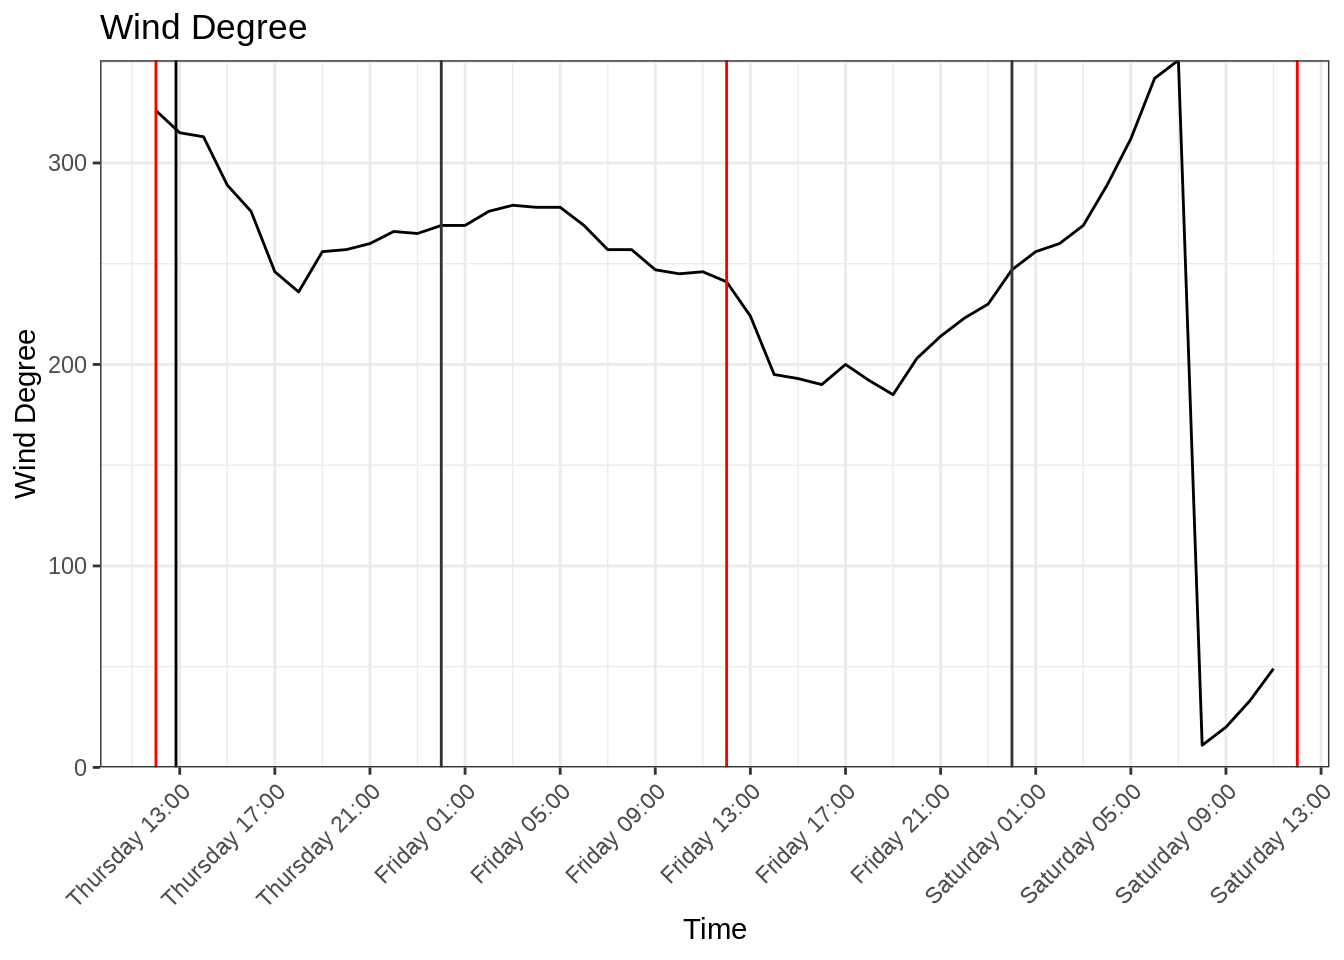 Wind Degree
Wind Degree
300
200
100
0
Thursday 13:00
Thursday 17:00
Thursday 21:00
Friday 01:00
Friday 05:00
Friday 09:00
Friday 13:00
Friday 17:00
Friday 21:00
Saturday 01:00
Saturday 05:00
Saturday 09:00
Saturday 13:00
Time